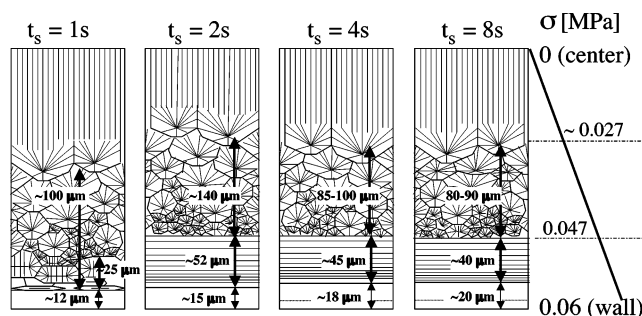 t_s = 1s t_s = 2s t_s = 4s t_s = 8s σ [MPa]
0 (center)
~ 0.027
~100 μm ~140 μm 85-100 μm 80-90 μm
0.047
~25 μm ~52 μm ~45 μm ~40 μm
~12 μm ~15 μm ~18 μm ~20 μm
0.06 (wall)